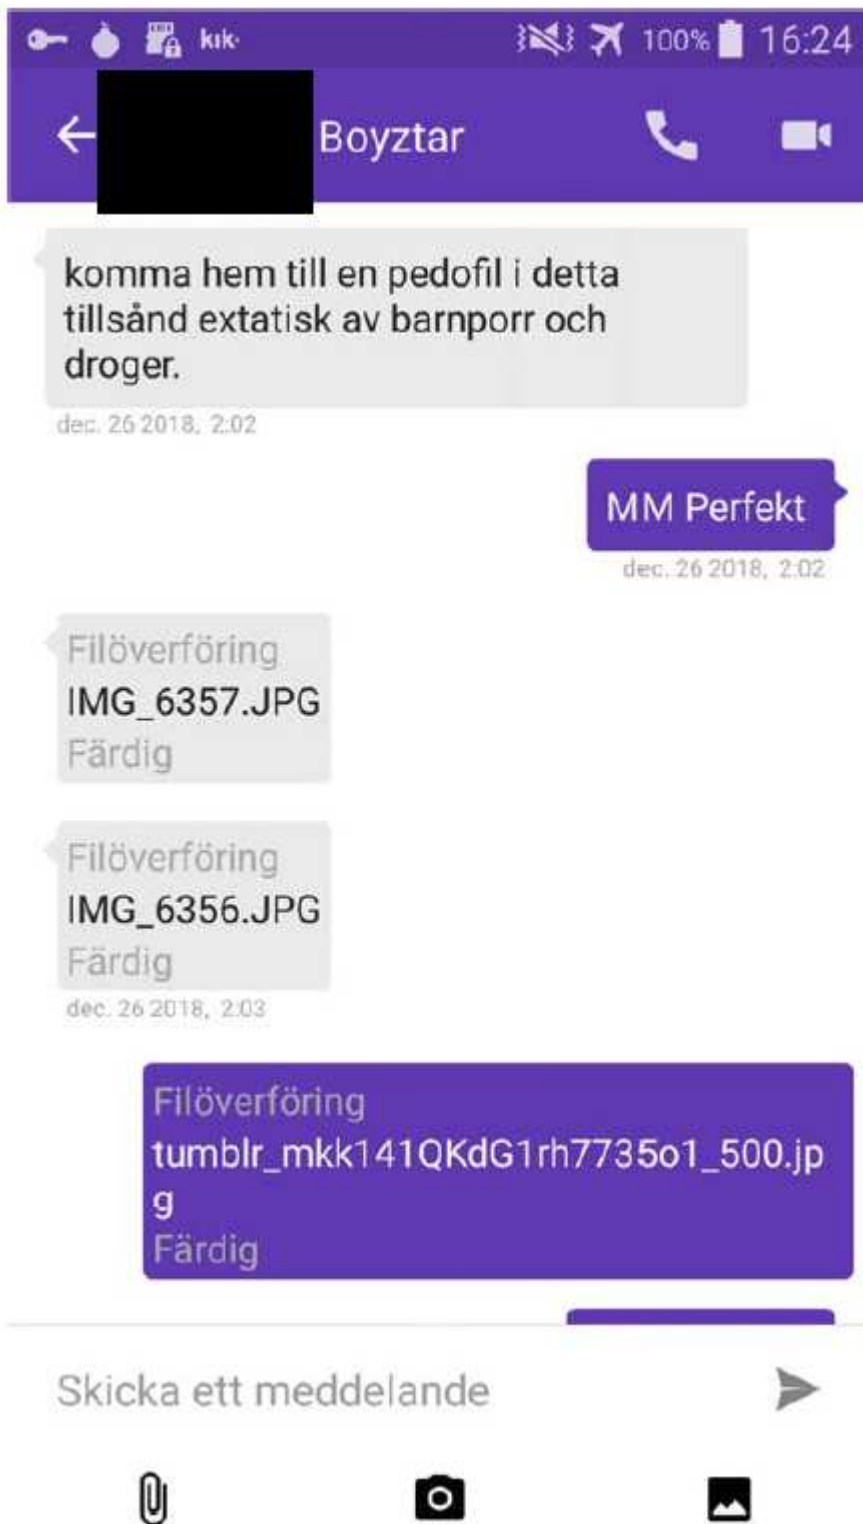 kik·
100%
16:24
Boyztar
komma hem till en pedofil i detta
tillsånd extatisk av barnporr och
droger.
dec. 26 2018, 2:02
MM Perfekt
dec. 26 2018, 2:02
Filöverföring
IMG_6357.JPG
Färdig
Filöverföring
IMG_6356.JPG
Färdig
dec. 26 2018, 2:03
Filöverföring
tumblr_mkk141QKdG1rh7735o1_500.jp
g
Färdig
Skicka ett meddelande